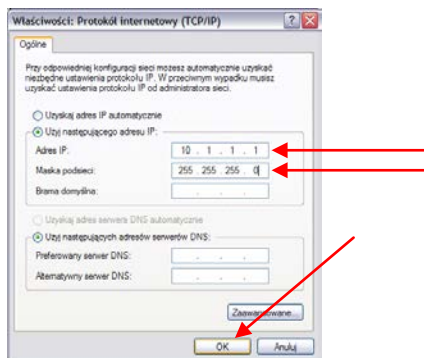 Właściwości: Protokół internetowy (TCP/IP)
Ogólne
Przy odpowiedniej konfiguracji sieci możesz automatycznie uzyskać
niezbędne ustawienia protokołu IP. W przeciwnym wypadku musisz
uzyskać ustawienia protokołu IP od administratora sieci.
Uzyskaj adres IP automatycznie
Użyj następującego adresu IP:
Adres IP: 10 . 1 . 1 . 1
Maska podsieci: 255 . 255 . 255 . 0
Brama domyślna: . . .
Uzyskaj adres serwera DNS automatycznie
Użyj następujących adresów serwerów DNS:
Preferowany serwer DNS: . . .
Alternatywny serwer DNS: . . .
Zaawansowane...
OK Anuluj